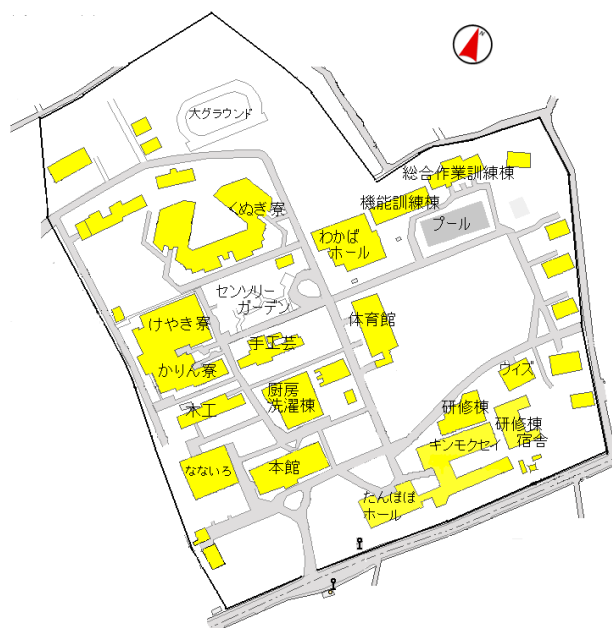 N
大グラウンド
総合作業訓練棟
くぬぎ寮
機能訓練棟
わかば
ホール
プール
センソリー
ガーデン
けやき寮
体育館
手工芸
かりん寮
ウィズ
厨房
洗濯棟
木工
研修棟
研修棟
宿舎
キンモクセイ
なないろ
本館
たんぽぽ
ホール